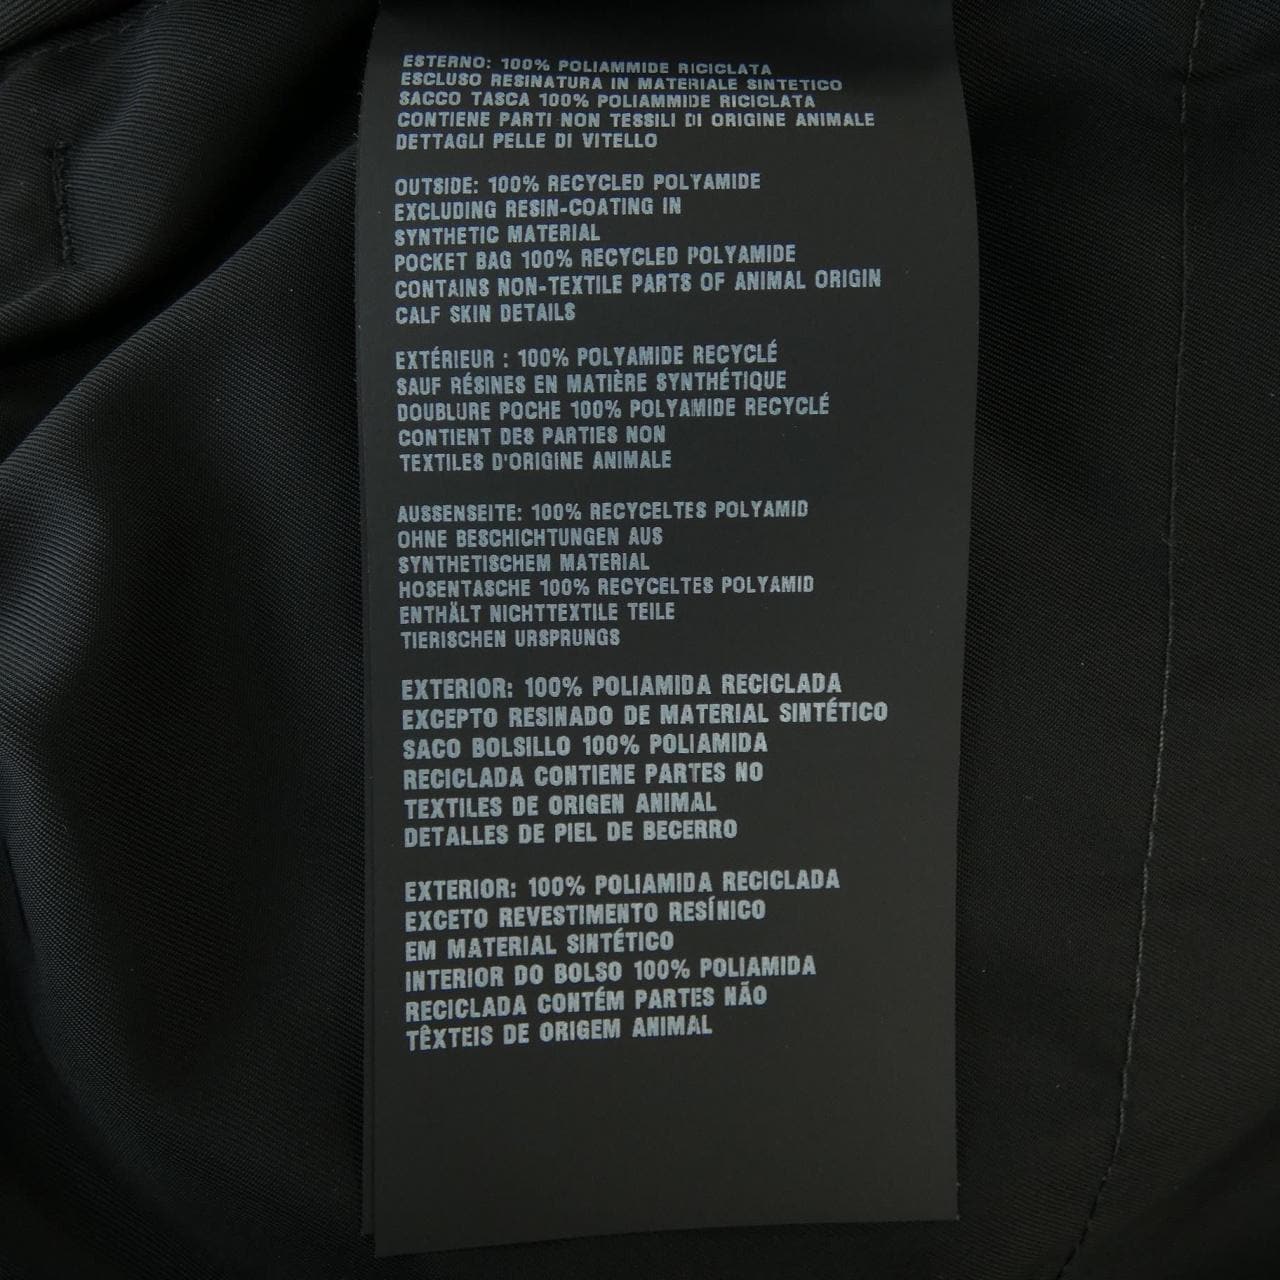 ESTERNO: 100% POLIAMMIDE RICICLATA
ESCLUSO RESINATURA IN MATERIALE SINTETICO
SACCO TASCA 100% POLIAMMIDE RICICLATA
CONTIENE PARTI NON TESSILI DI ORIGINE ANIMALE
DETTAGLI PELLE DI VITELLO
OUTSIDE: 100% RECYCLED POLYAMIDE
EXCLUDING RESIN-COATING IN
SYNTHETIC MATERIAL
POCKET BAG 100% RECYCLED POLYAMIDE
CONTAINS NON-TEXTILE PARTS OF ANIMAL ORIGIN
CALF SKIN DETAILS
EXTÉRIEUR : 100% POLYAMIDE RECYCLÉ
SAUF RÉSINES EN MATIÈRE SYNTHÉTIQUE
DOUBLURE POCHE 100% POLYAMIDE RECYCLÉ
CONTIENT DES PARTIES NON
TEXTILES D'ORIGINE ANIMALE
AUSSENSEITE: 100% RECYCELTES POLYAMID
OHNE BESCHICHTUNGEN AUS
SYNTHETISCHEM MATERIAL
HOSENTASCHE 100% RECYCELTES POLYAMID
ENTHÄLT NICHTTEXTILE TEILE
TIERISCHEN URSPRUNGS
EXTERIOR: 100% POLIAMIDA RECICLADA
EXCEPTO RESINADO DE MATERIAL SINTÉTICO
SACO BOLSILLO 100% POLIAMIDA
RECICLADA CONTIENE PARTES NO
TEXTILES DE ORIGEN ANIMAL
DETALLES DE PIEL DE BECERRO
EXTERIOR: 100% POLIAMIDA RECICLADA
EXCETO REVESTIMENTO RESÍNICO
EM MATERIAL SINTÉTICO
INTERIOR DO BOLSO 100% POLIAMIDA
RECICLADA CONTÉM PARTES NÃO
TÊXTEIS DE ORIGEM ANIMAL